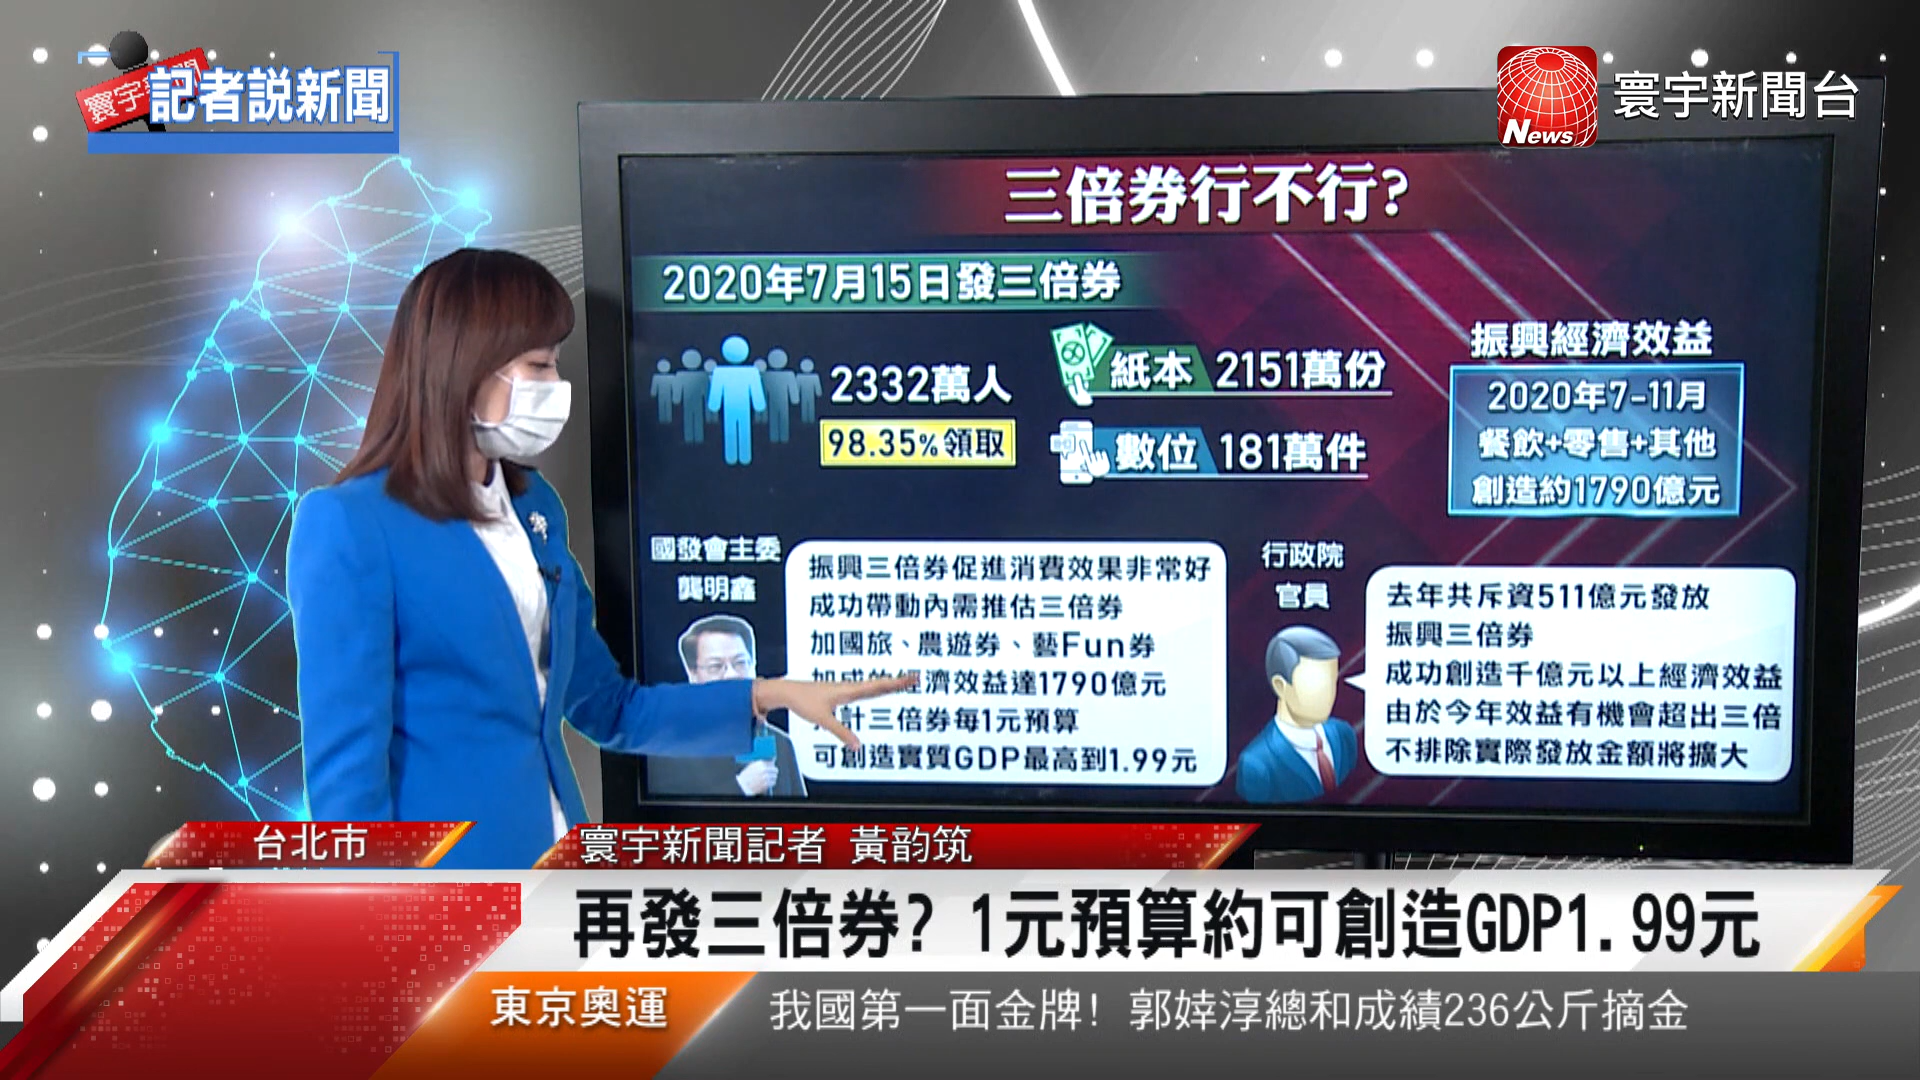 寰宇新聞
記者説新聞
News
寰宇新聞台
三倍券行不行?
2020年7月15日發三倍券
2332萬人
98.35%領取
紙本 2151萬份
數位 181萬件
振興經濟效益
2020年7-11月
餐飲+零售+其他
創造約1790億元
國發會主委
龔明鑫
振興三倍券促進消費效果非常好
成功帶動內需推估三倍券
加國旅、農遊券、藝Fun券
加成的經濟效益達1790億元
計三倍券每1元預算
可創造實質GDP最高到1.99元
行政院
官員
去年共斥資511億元發放
振興三倍券
成功創造千億元以上經濟效益
由於今年效益有機會超出三倍
不排除實際發放金額將擴大
台北市
寰宇新聞記者 黃韵筑
再發三倍券? 1元預算約可創造GDP1.99元
東京奧運
我國第一面金牌! 郭婞淳總和成績236公斤摘金